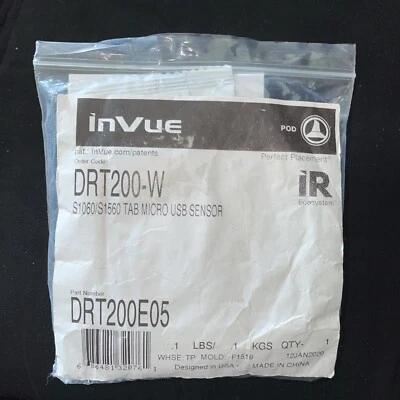 inVue
POD
pat.: InVue.com/patents
Perfect Placement
Order Code:
DRT200-W
iR
Ecosystem
S1060/S1560 TAB MICRO USB SENSOR
Part Number
DRT200E05
.1 LBS/ .1 KGS QTY- 1
WHSE: TP MOLD: F1516 12JAN2020
Designed in USA - MADE IN CHINA